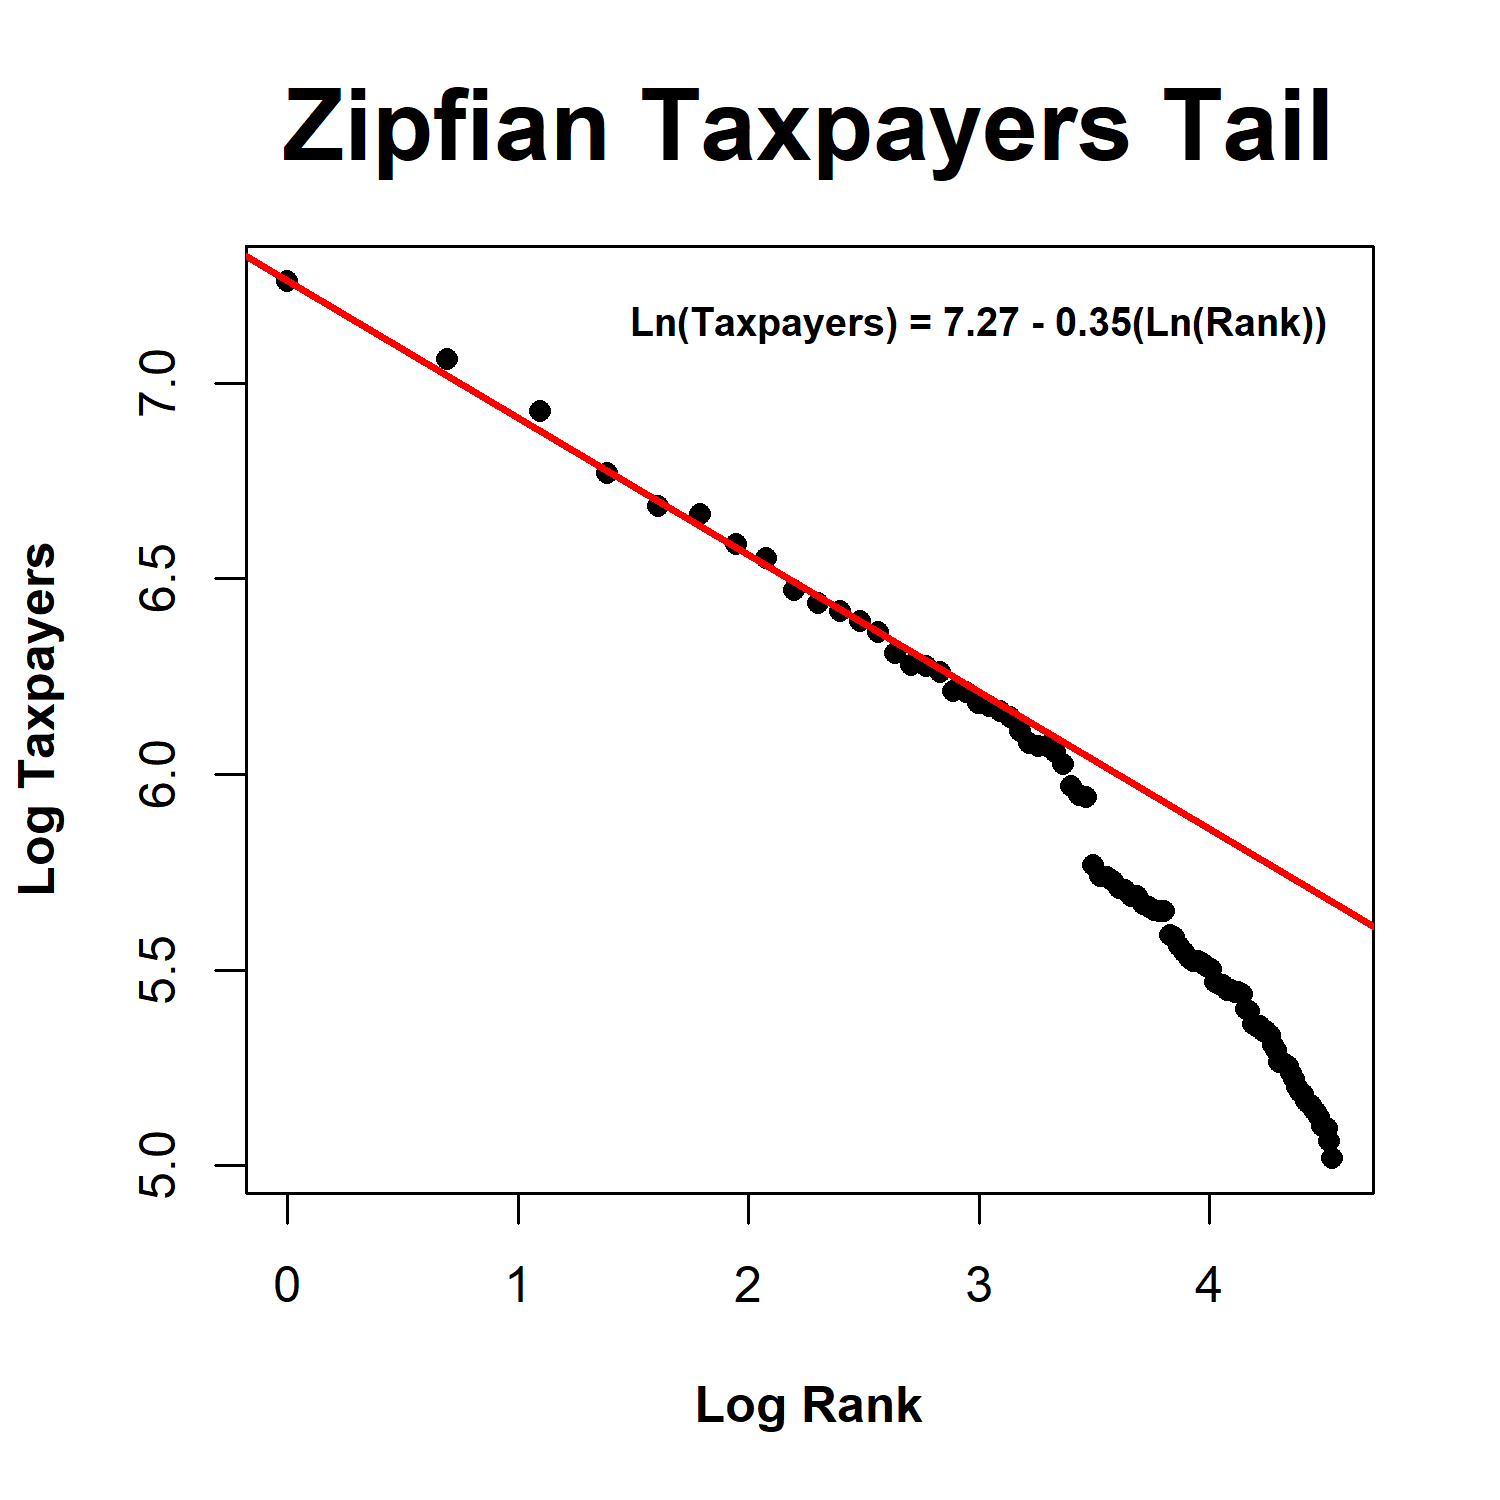 Zipfian Taxpayers Tail
Ln(Taxpayers) = 7.27 - 0.35(Ln(Rank))
Log Taxpayers
7.0
6.5
6.0
5.5
5.0
0 1 2 3 4
Log Rank